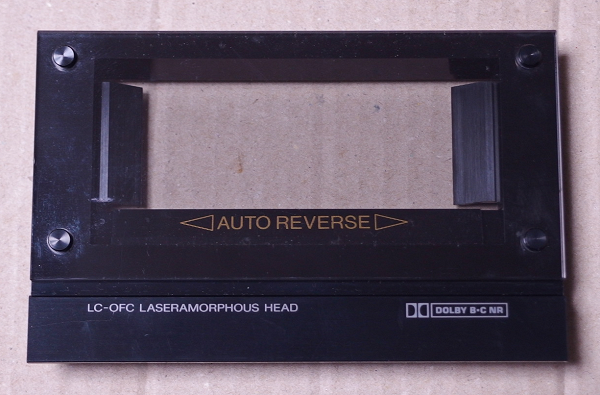 AUTO REVERSE
LC-OFC LASERAMORPHOUS HEAD
DOLBY B·C NR